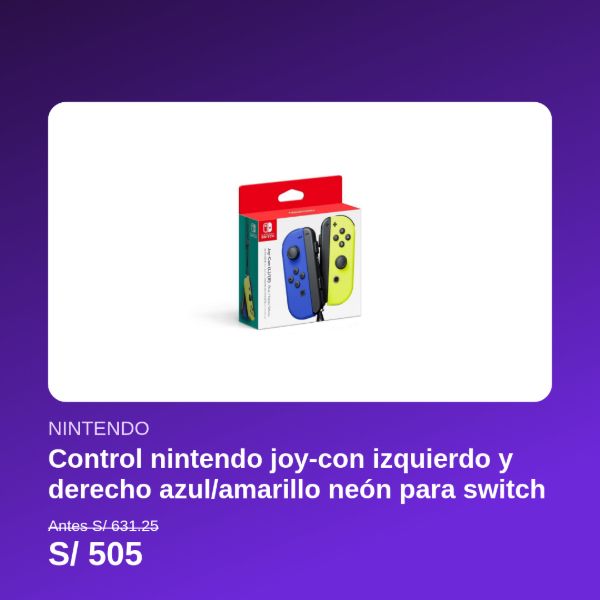 NINTENDO
Control nintendo joy-con izquierdo y
derecho azul/amarillo neón para switch
Antes S/ 631.25
S/ 505